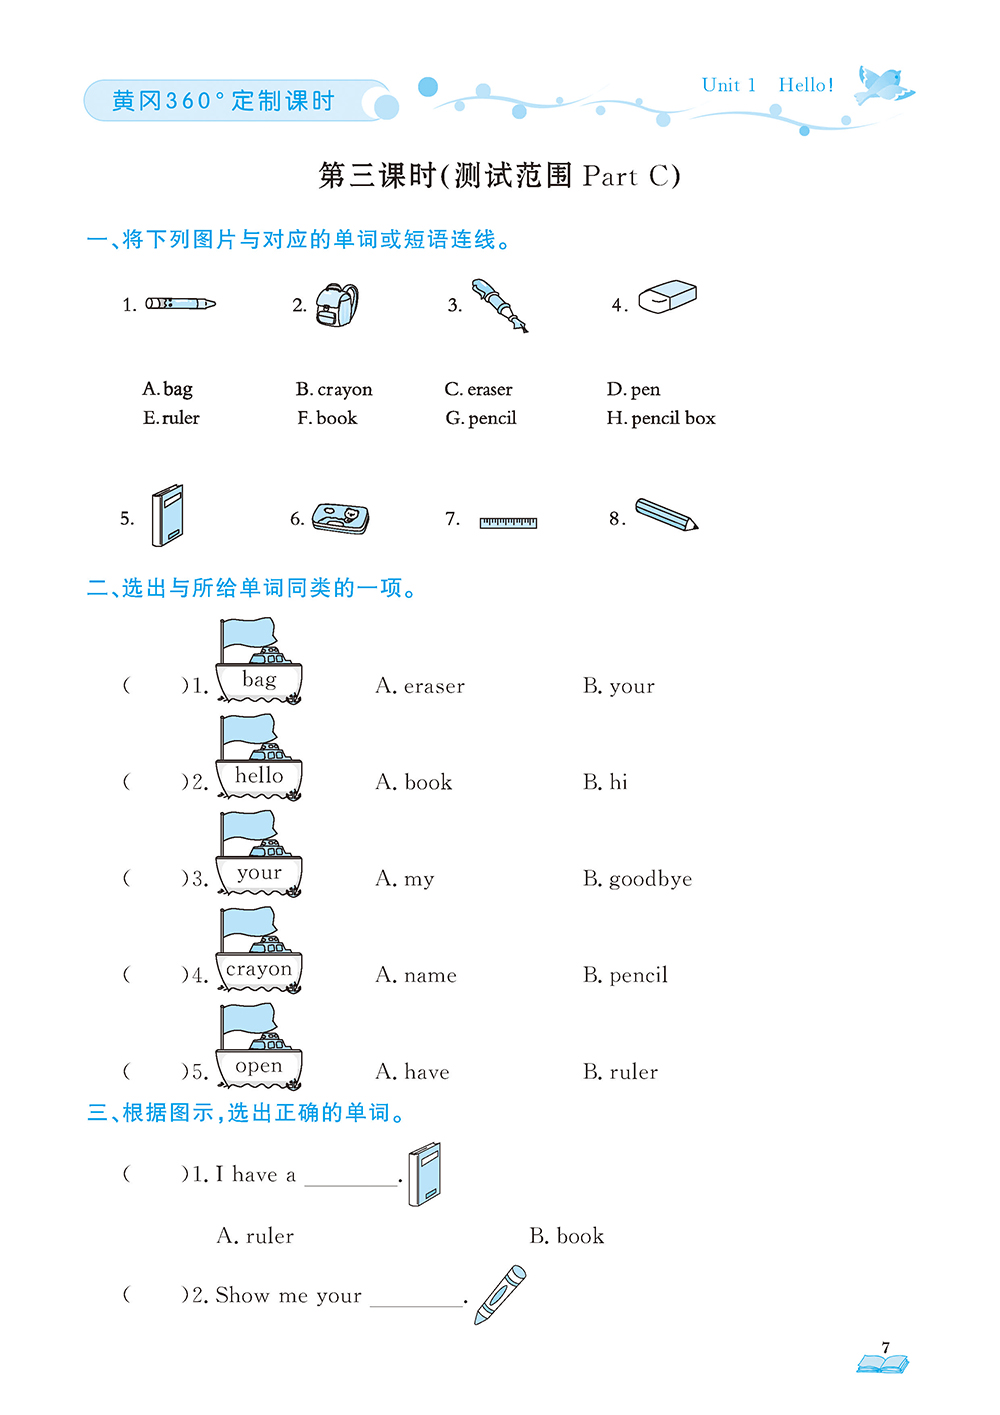 黄冈360°定制课时
Unit 1 Hello!
第三课时(测试范围 Part C)
一、将下列图片与对应的单词或短语连线。
1. 2. 3. 4.
A. bag B. crayon C. eraser D. pen
E. ruler F. book G. pencil H. pencil box
5. 6. 7. 8.
二、选出与所给单词同类的一项。
( )1. bag A. eraser B. your
( )2. hello A. book B. hi
( )3. your A. my B. goodbye
( )4. crayon A. name B. pencil
( )5. open A. have B. ruler
三、根据图示,选出正确的单词。
( )1. I have a ________.
A. ruler B. book
( )2. Show me your ________.
7